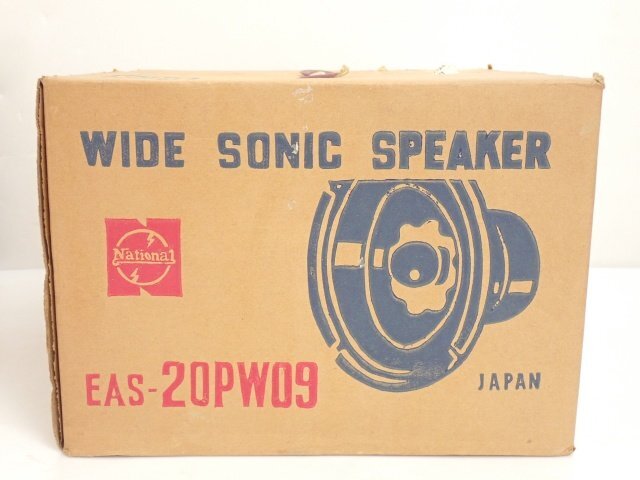 WIDE SONIC SPEAKER
National
EAS-20PW09
JAPAN